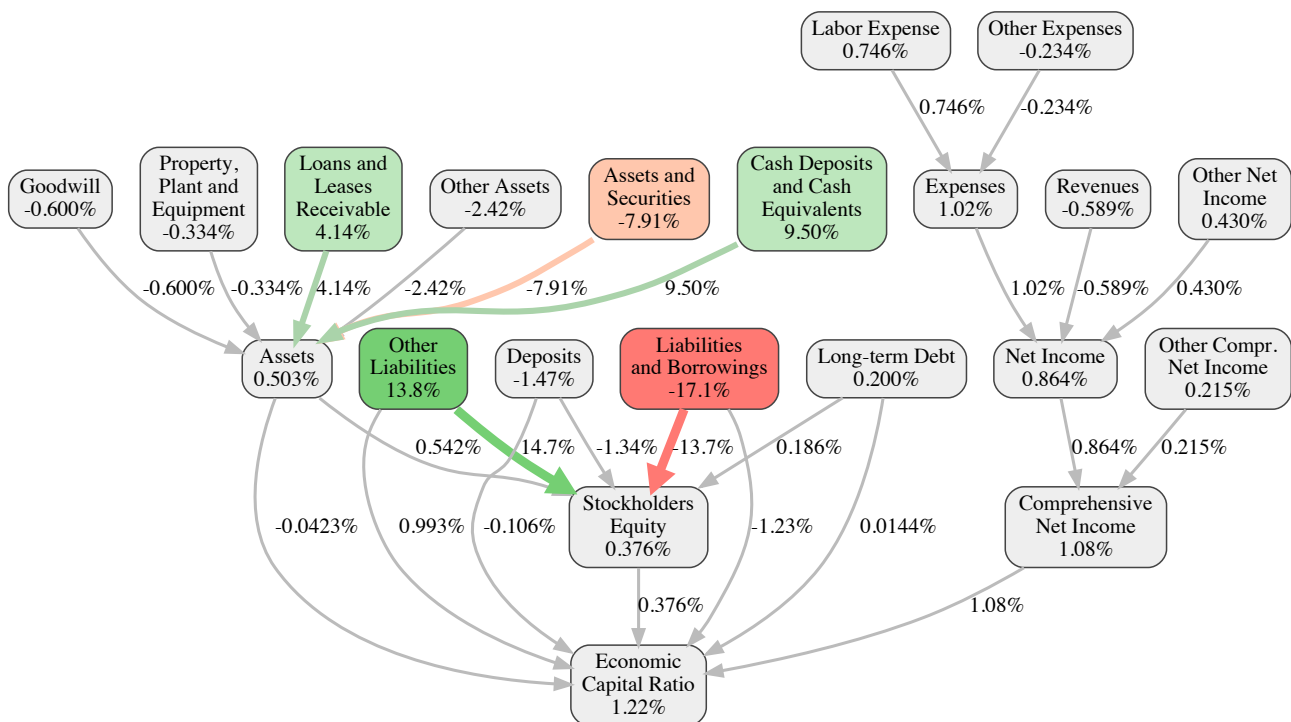 Labor Expense
0.746%
Other Expenses
-0.234%
0.746%
-0.234%
Goodwill
-0.600%
Property,
Plant and
Equipment
-0.334%
Loans and
Leases
Receivable
4.14%
Other Assets
-2.42%
Assets and
Securities
-7.91%
Cash Deposits
and Cash
Equivalents
9.50%
Expenses
1.02%
Revenues
-0.589%
Other Net
Income
0.430%
-0.600%
-0.334%
4.14%
-2.42%
-7.91%
9.50%
1.02%
-0.589%
0.430%
Assets
0.503%
Other
Liabilities
13.8%
Deposits
-1.47%
Liabilities
and Borrowings
-17.1%
Long-term Debt
0.200%
Net Income
0.864%
Other Compr.
Net Income
0.215%
0.542%
14.7%
-1.34%
-13.7%
0.186%
0.864%
0.215%
Stockholders
Equity
0.376%
Comprehensive
Net Income
1.08%
-0.0423%
0.993%
-0.106%
-1.23%
0.0144%
0.376%
1.08%
Economic
Capital Ratio
1.22%